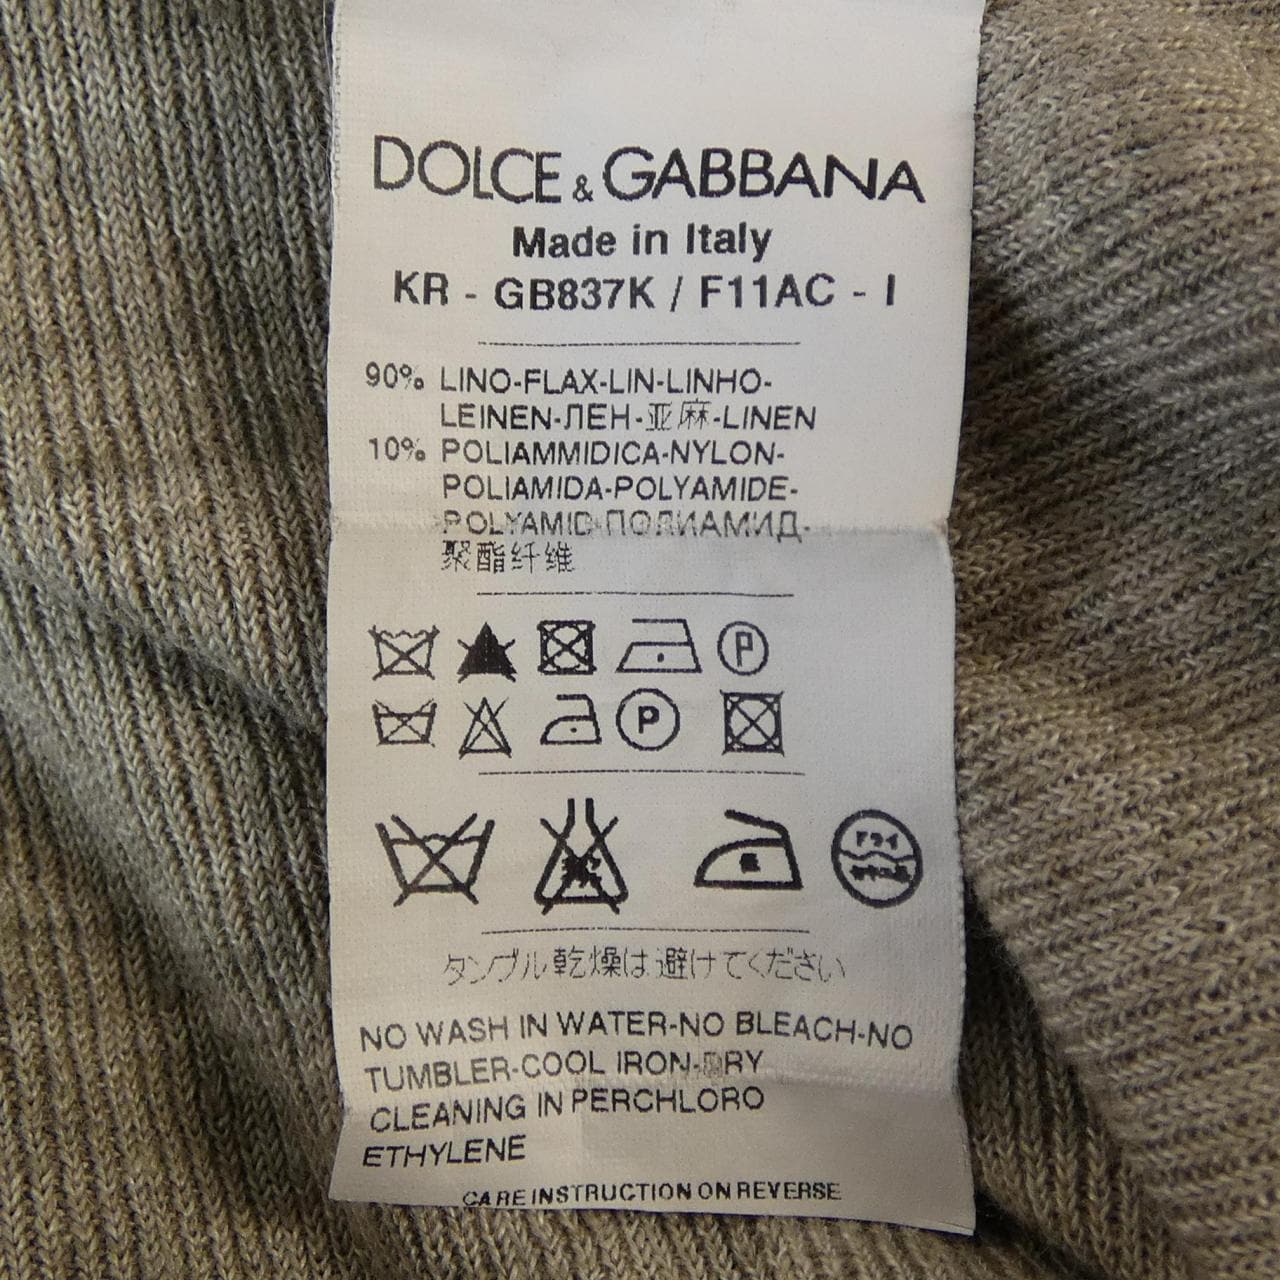 DOLCE & GABBANA
Made in Italy
KR - GB837K / F11AC - I
90% LINO-FLAX-LIN-LINHO-
LEINEN-ЛЕН-亚麻-LINEN
10% POLIAMMIDICA-NYLON-
POLIAMIDA-POLYAMIDE-
POLYAMID-ПОЛИАМИД-
聚酯纤维
P
P
ドライ
タンブル乾燥は避けてください
NO WASH IN WATER-NO BLEACH-NO
TUMBLER-COOL IRON-DRY
CLEANING IN PERCHLORO
ETHYLENE
CARE INSTRUCTION ON REVERSE